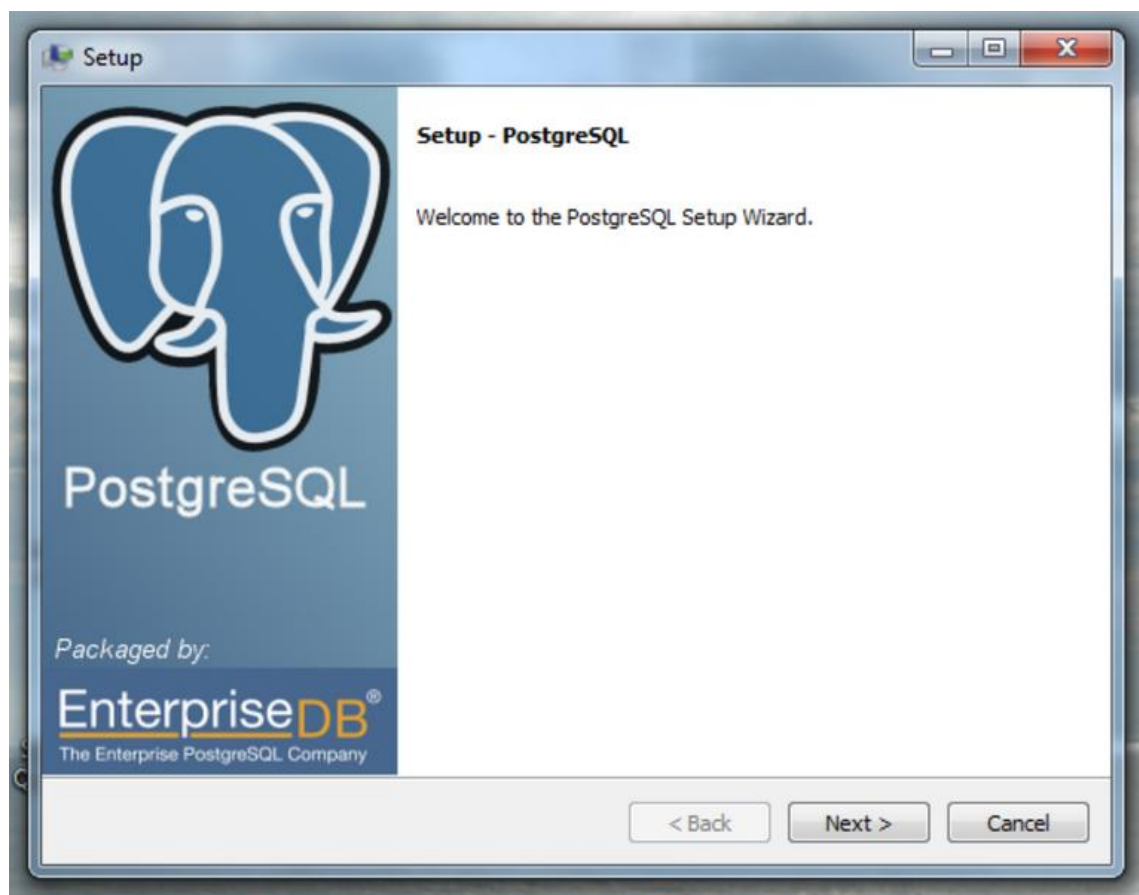 Setup
Setup - PostgreSQL
Welcome to the PostgreSQL Setup Wizard.
PostgreSQL
Packaged by:
EnterpriseDB®
The Enterprise PostgreSQL Company
< Back
Next >
Cancel